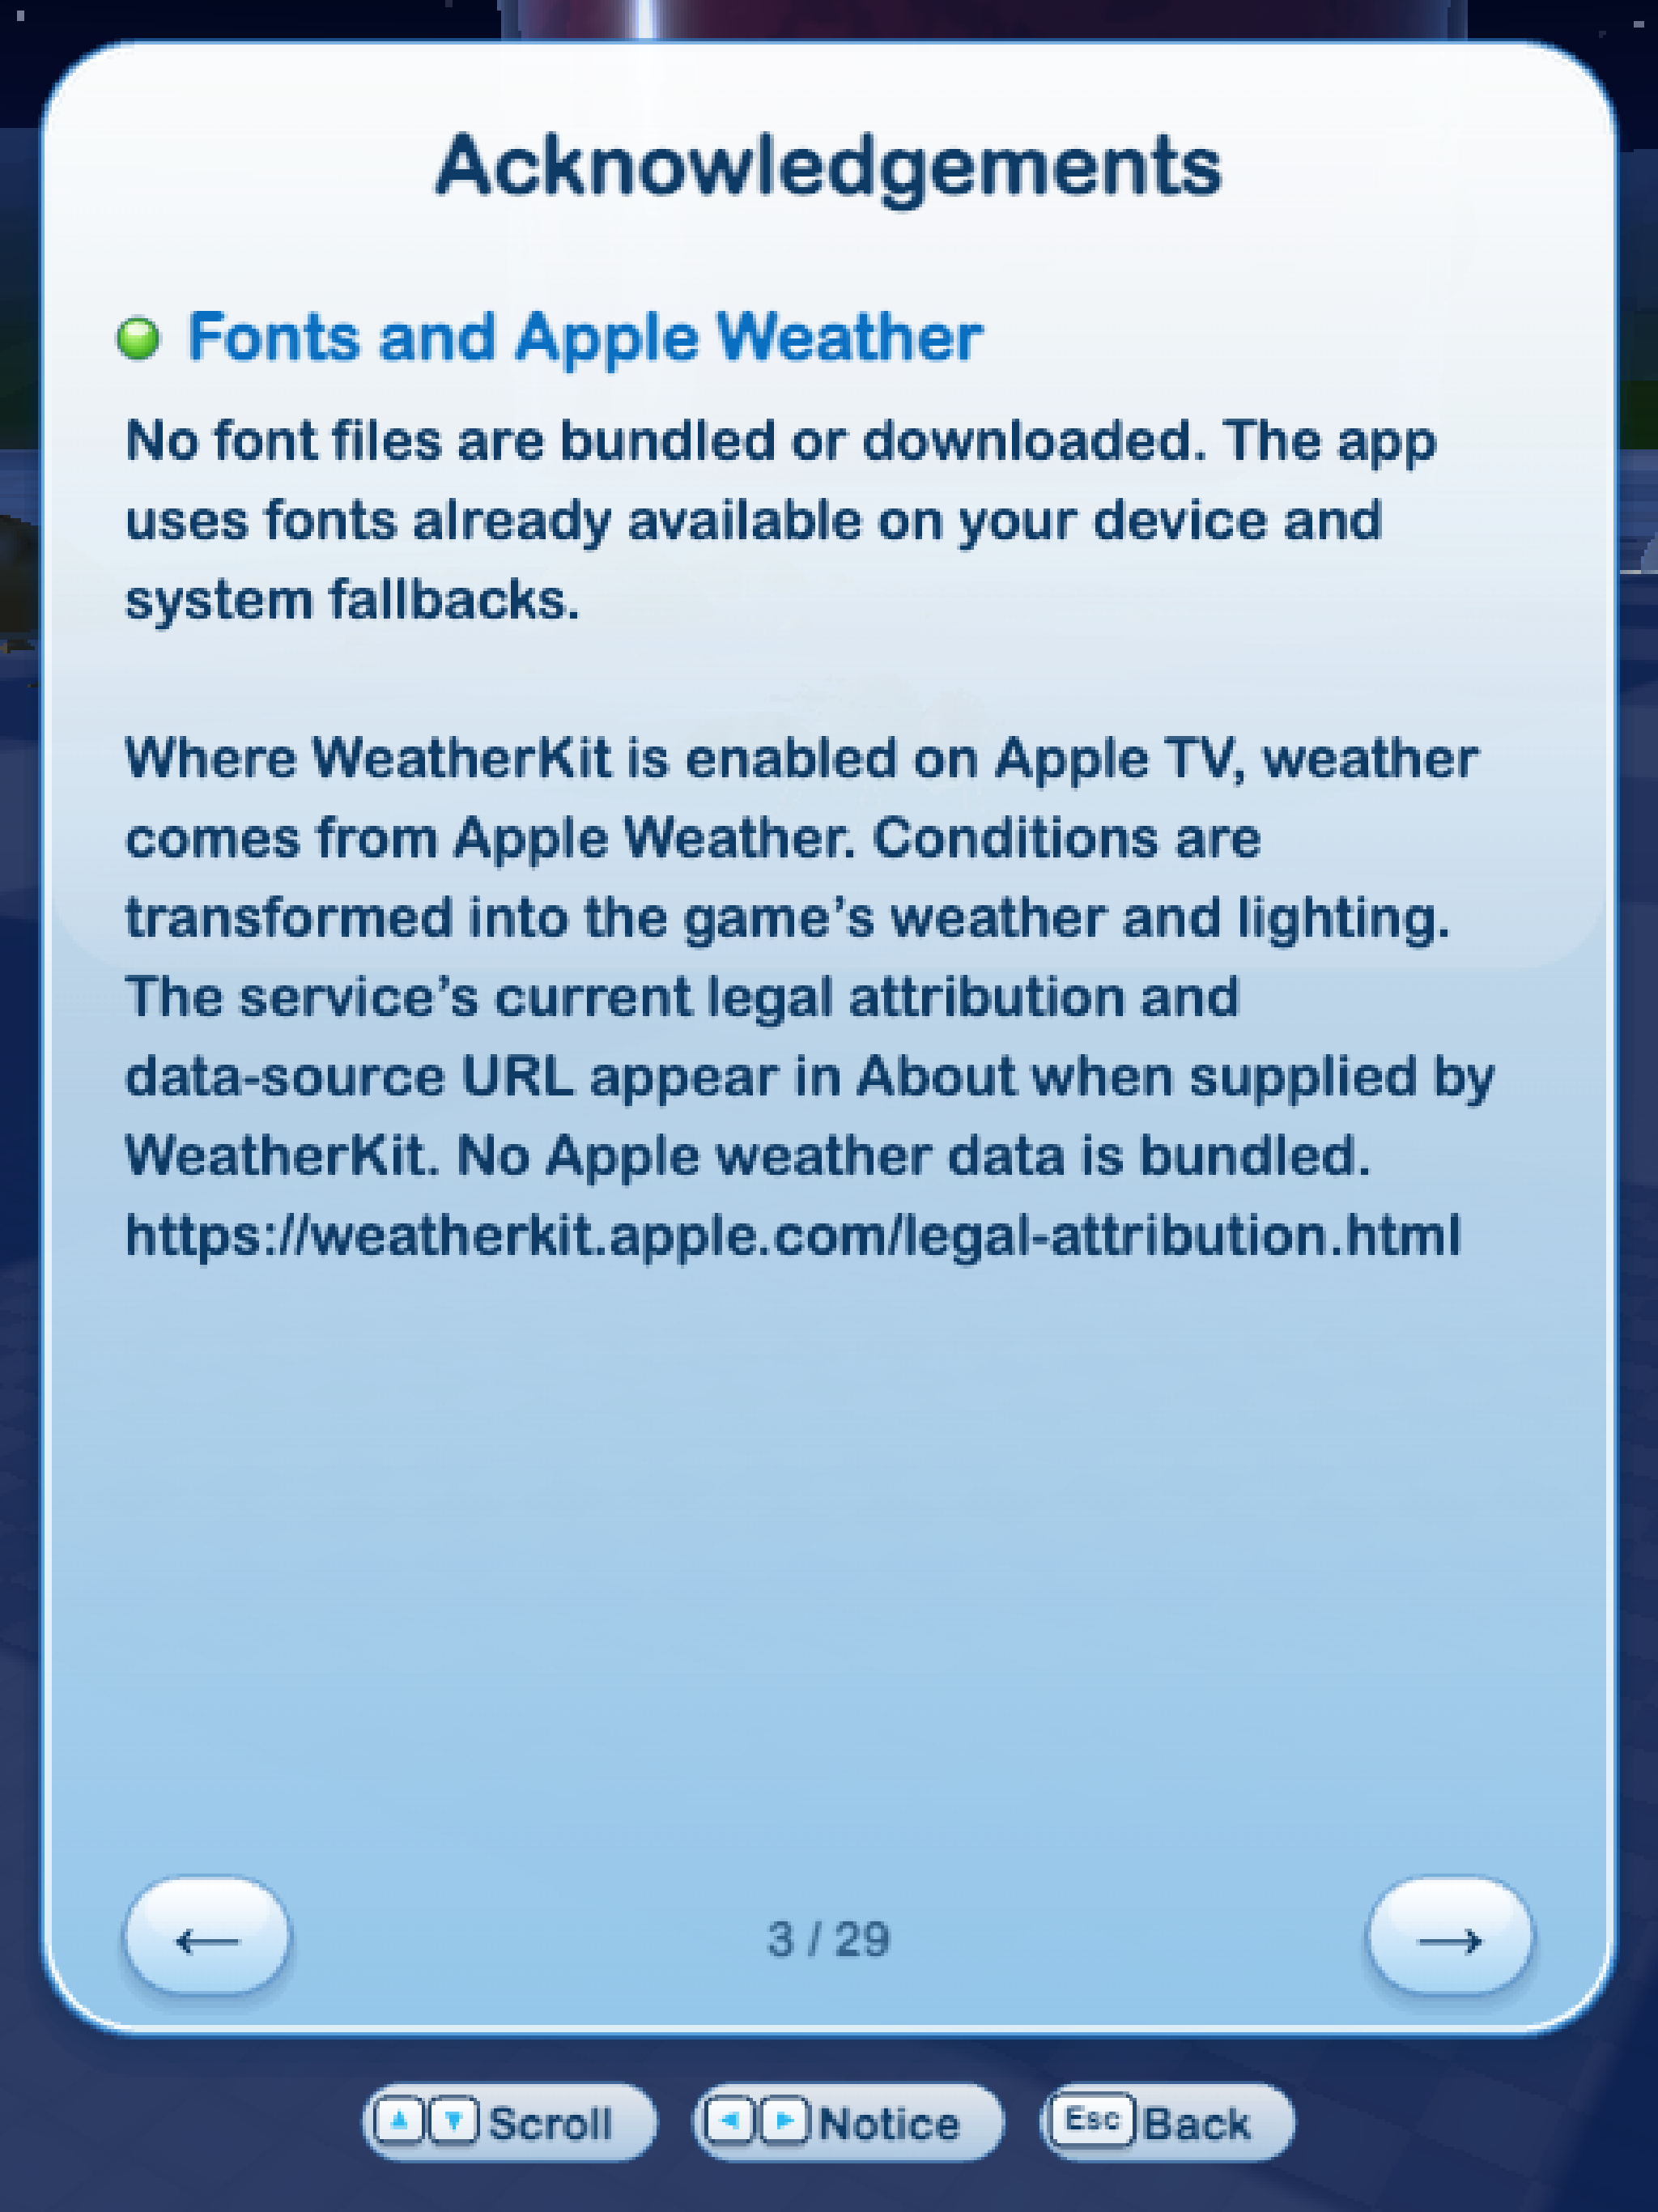 Acknowledgements
Fonts and Apple Weather
No font files are bundled or downloaded. The app
uses fonts already available on your device and
system fallbacks.
Where WeatherKit is enabled on Apple TV, weather
comes from Apple Weather. Conditions are
transformed into the game’s weather and lighting.
The service’s current legal attribution and
data-source URL appear in About when supplied by
WeatherKit. No Apple weather data is bundled.
https://weatherkit.apple.com/legal-attribution.html
← 3 / 29 →
▲ ▼ Scroll ◀ ▶ Notice Esc Back